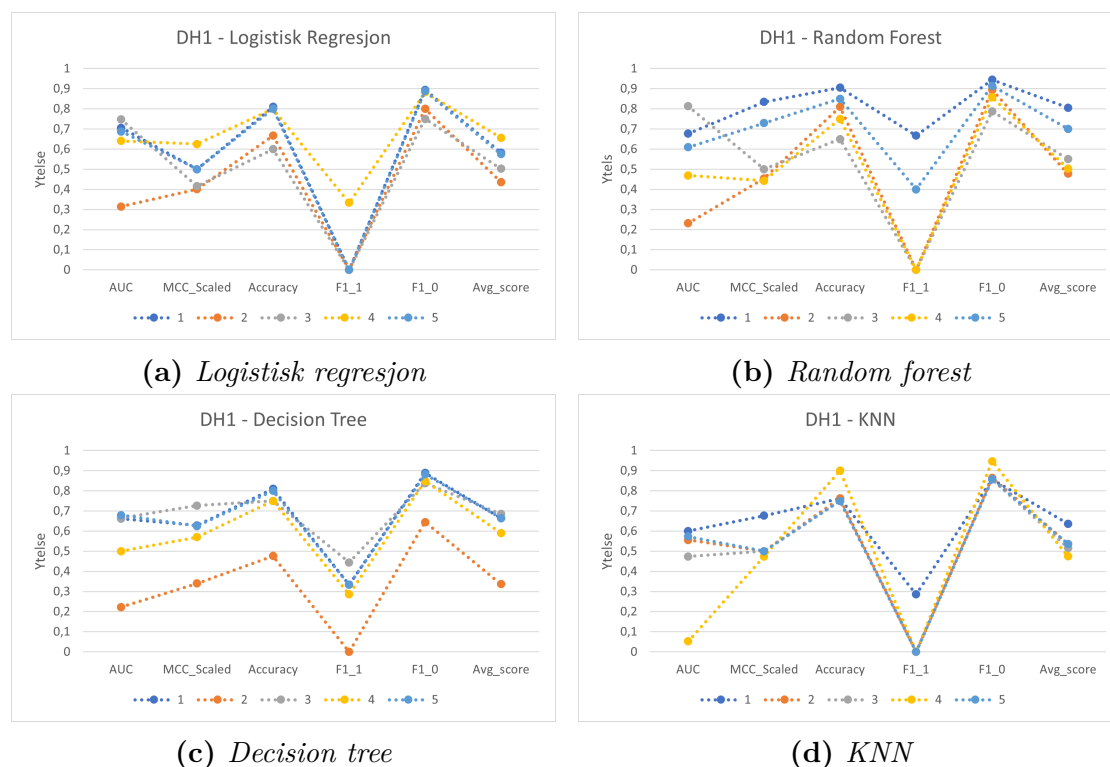 DH1 - Logistisk Regresjon
Ytelse
1
0,9
0,8
0,7
0,6
0,5
0,4
0,3
0,2
0,1
0
AUC MCC_Scaled Accuracy F1_1 F1_0 Avg_score
1 2 3 4 5
(a) Logistisk regresjon
DH1 - Random Forest
Ytels
1
0,9
0,8
0,7
0,6
0,5
0,4
0,3
0,2
0,1
0
AUC MCC_Scaled Accuracy F1_1 F1_0 Avg_score
1 2 3 4 5
(b) Random forest
DH1 - Decision Tree
Ytelse
1
0,9
0,8
0,7
0,6
0,5
0,4
0,3
0,2
0,1
0
AUC MCC_Scaled Accuracy F1_1 F1_0 Avg_score
1 2 3 4 5
(c) Decision tree
DH1 - KNN
Ytelse
1
0,9
0,8
0,7
0,6
0,5
0,4
0,3
0,2
0,1
0
AUC MCC_Scaled Accuracy F1_1 F1_0 Avg_score
1 2 3 4 5
(d) KNN